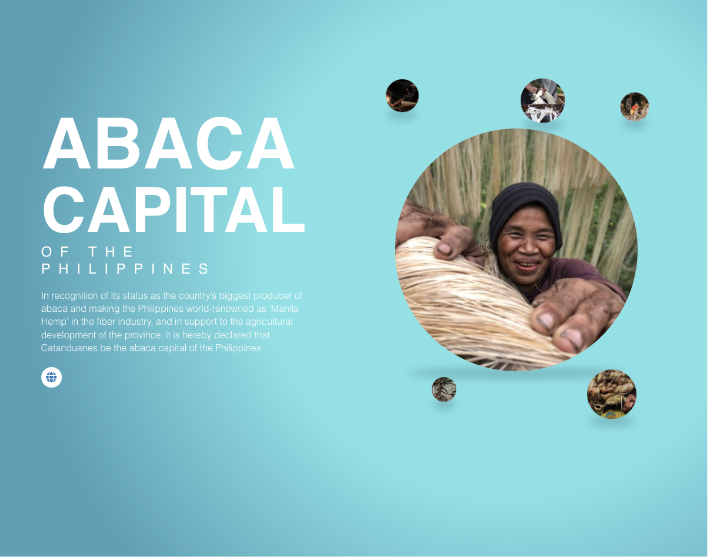 ABACA
CAPITAL
OF THE
PHILIPPINES
In recognition of its status as the country's biggest producer of
abaca and making the Philippines world-renowned as "Manila
Hemp" in the fiber industry, and in support to the agricultural
development of the province, it is hereby declared that
Catanduanes be the abaca capital of the Philippines.